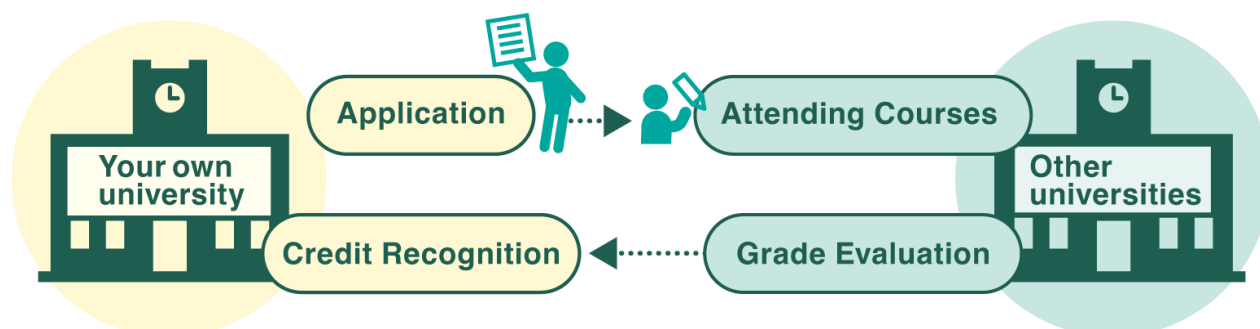 Application
Attending Courses
Your own
university
Other
universities
Credit Recognition
Grade Evaluation